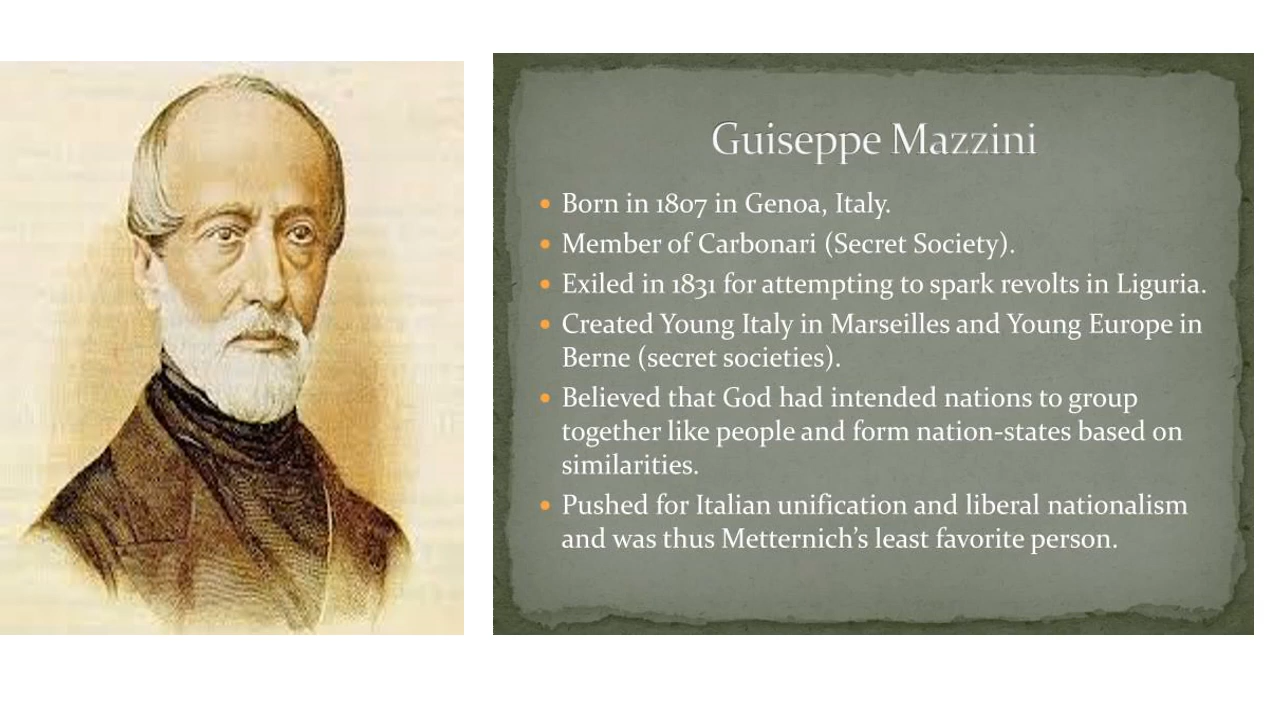 Guiseppe Mazzini
• Born in 1807 in Genoa, Italy.
• Member of Carbonari (Secret Society).
• Exiled in 1831 for attempting to spark revolts in Liguria.
• Created Young Italy in Marseilles and Young Europe in
Berne (secret societies).
• Believed that God had intended nations to group
together like people and form nation-states based on
similarities.
• Pushed for Italian unification and liberal nationalism
and was thus Metternich’s least favorite person.